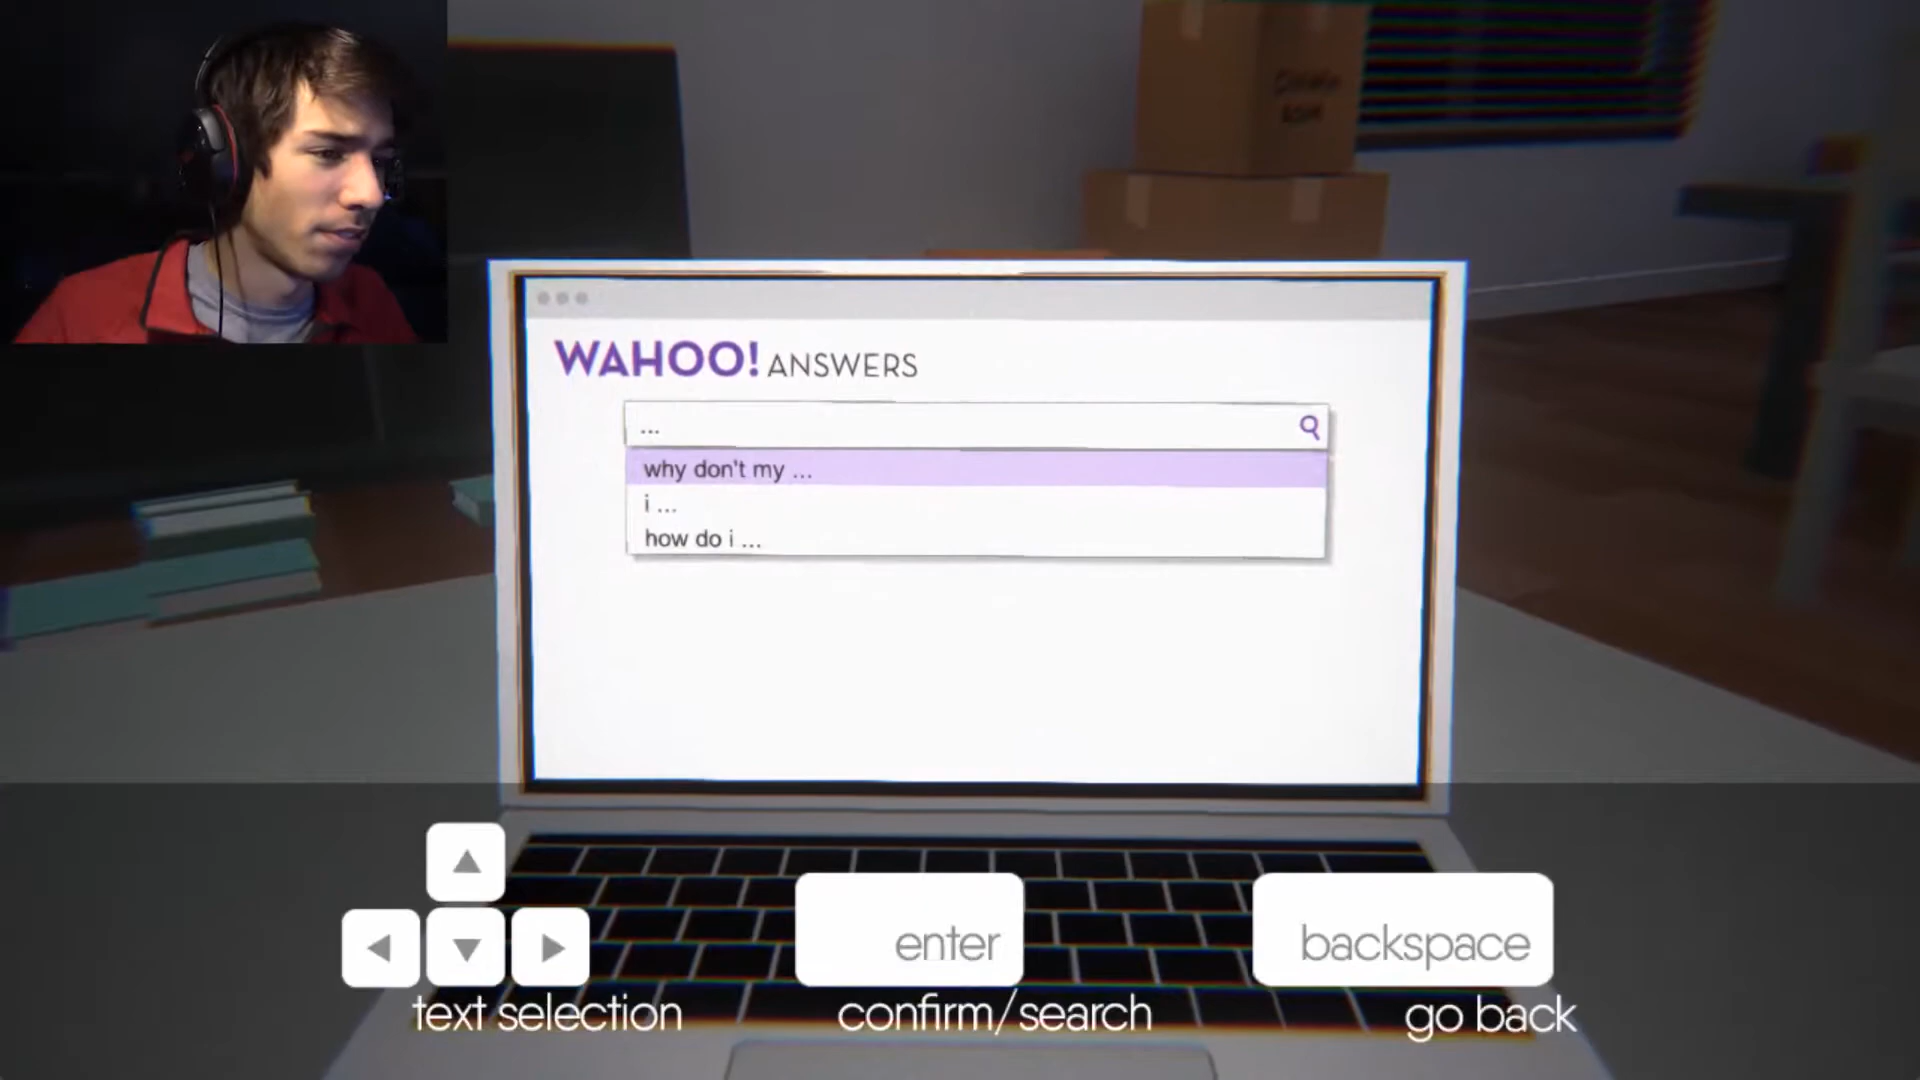 WAHOO! ANSWERS
...
why don't my ...
i ...
how do i ...
enter
backspace
text selection
confirm/search
go back